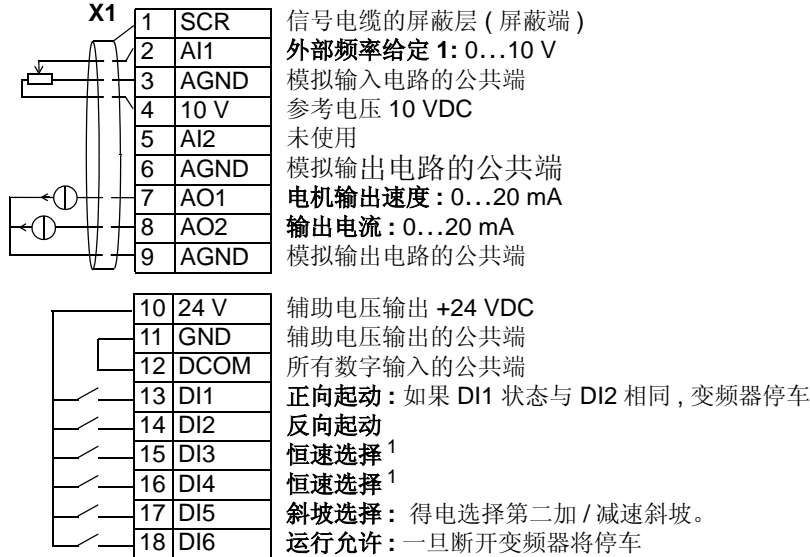 X1
1 SCR 信号电缆的屏蔽层 ( 屏蔽端 )
2 AI1 外部频率给定 1: 0…10 V
3 AGND 模拟输入电路的公共端
4 10 V 参考电压 10 VDC
5 AI2 未使用
6 AGND 模拟输出电路的公共端
7 AO1 电机输出速度 : 0…20 mA
8 AO2 输出电流 : 0…20 mA
9 AGND 模拟输出电路的公共端
10 24 V 辅助电压输出 +24 VDC
11 GND 辅助电压输出的公共端
12 DCOM 所有数字输入的公共端
13 DI1 正向起动 : 如果 DI1 状态与 DI2 相同 , 变频器停车
14 DI2 反向起动
15 DI3 恒速选择 1
16 DI4 恒速选择 1
17 DI5 斜坡选择 : 得电选择第二加 / 减速斜坡。
18 DI6 运行允许 : 一旦断开变频器将停车